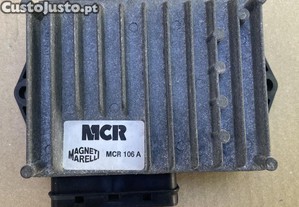 CustoJusto.pt
MCR
MAGNETI
MARELLI
MCR 106 A